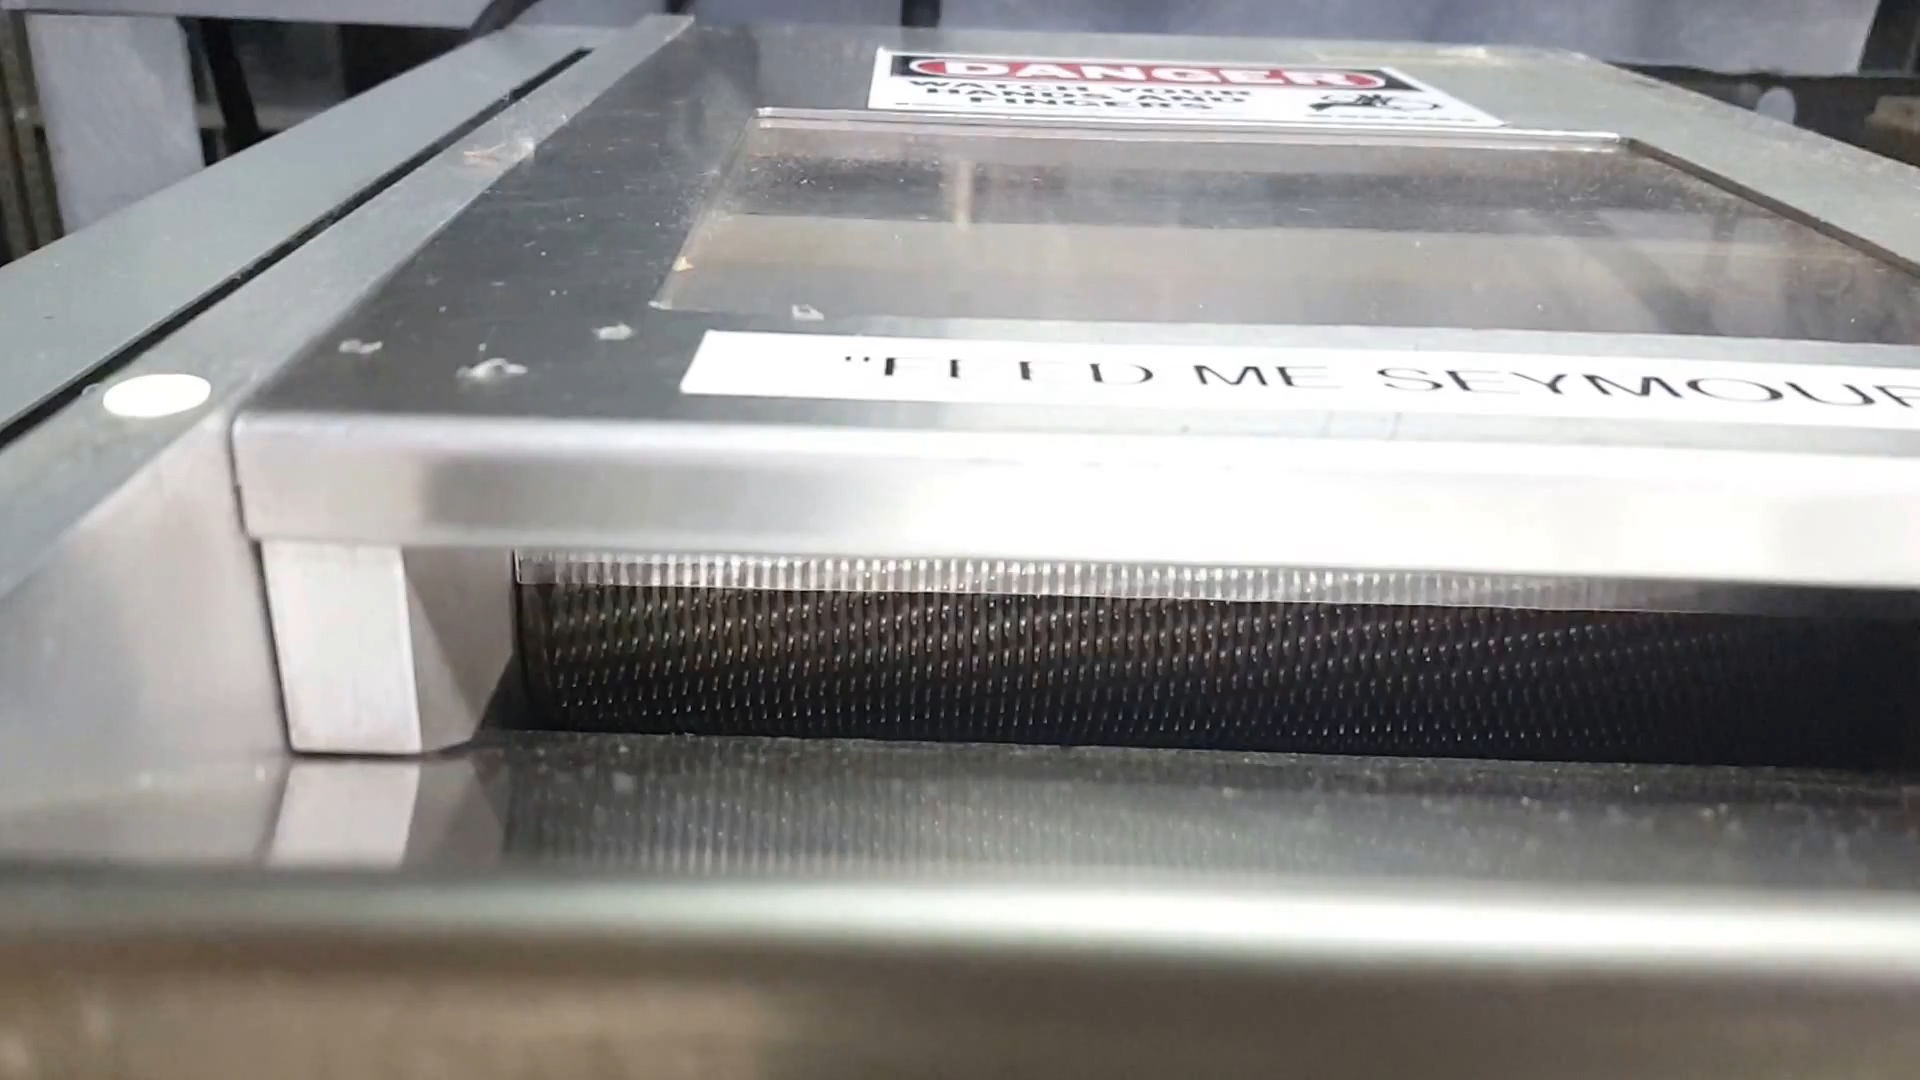 DANGER
WATCH YOUR
HANDS AND
FINGERS
"FEED ME SEYMOUR